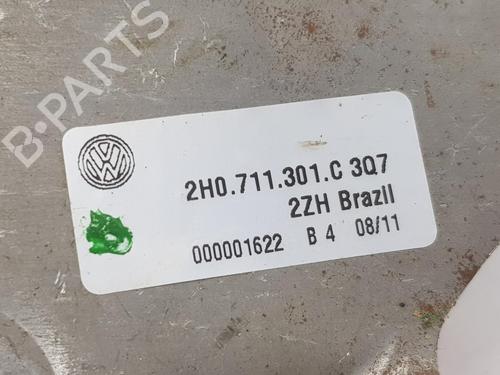 B-PARTS
2H0.711.301.C 3Q7
2ZH Brazil
000001622 B 4 08/11